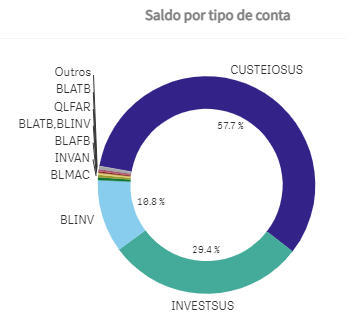 Saldo por tipo de conta
Outros
CUSTEIOSUS
BLATB
QLFAR
BLATB,BLINV
57.7 %
BLAFB
INVAN
BLMAC
10.8 %
BLINV
29.4 %
INVESTSUS